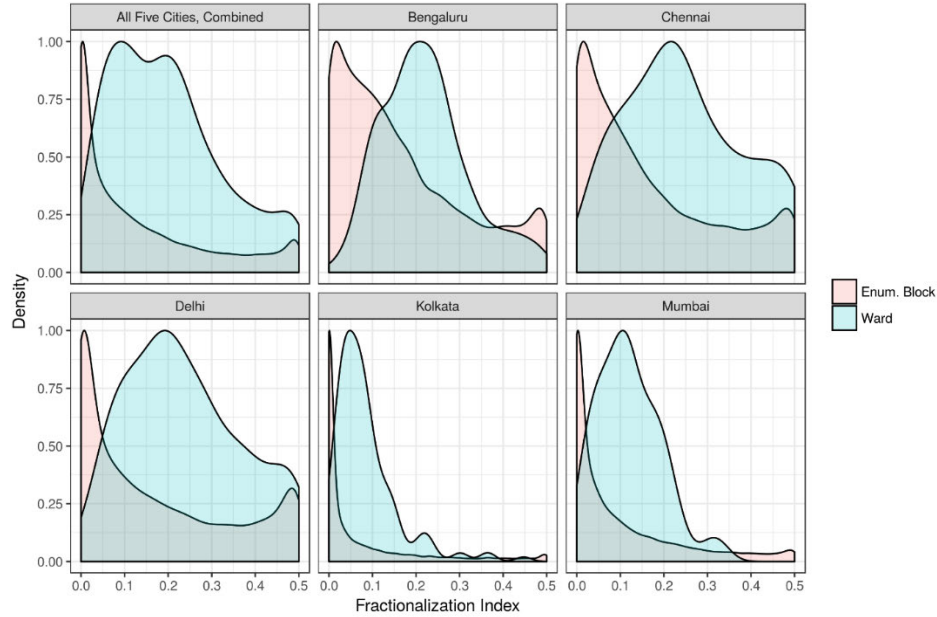 All Five Cities, Combined
Bengaluru
Chennai
1.00
0.75
0.50
0.25
0.00
Delhi
Kolkata
Mumbai
1.00
0.75
0.50
0.25
0.00
0.0 0.1 0.2 0.3 0.4 0.5
0.0 0.1 0.2 0.3 0.4 0.5
0.0 0.1 0.2 0.3 0.4 0.5
Density
Fractionalization Index
Enum. Block
Ward